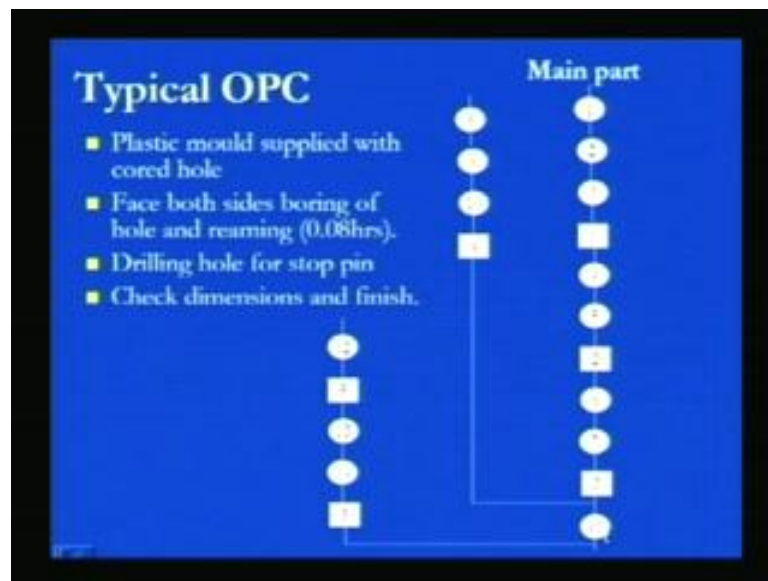 Typical OPC
Main part
Plastic mould supplied with
cored hole
Face both sides boring of
hole and reaming (0.08hrs).
Drilling hole for stop pin
Check dimensions and finish.